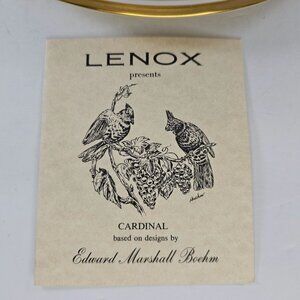 LENOX
presents
CARDINAL
based on designs by
Edward Marshall Boehm